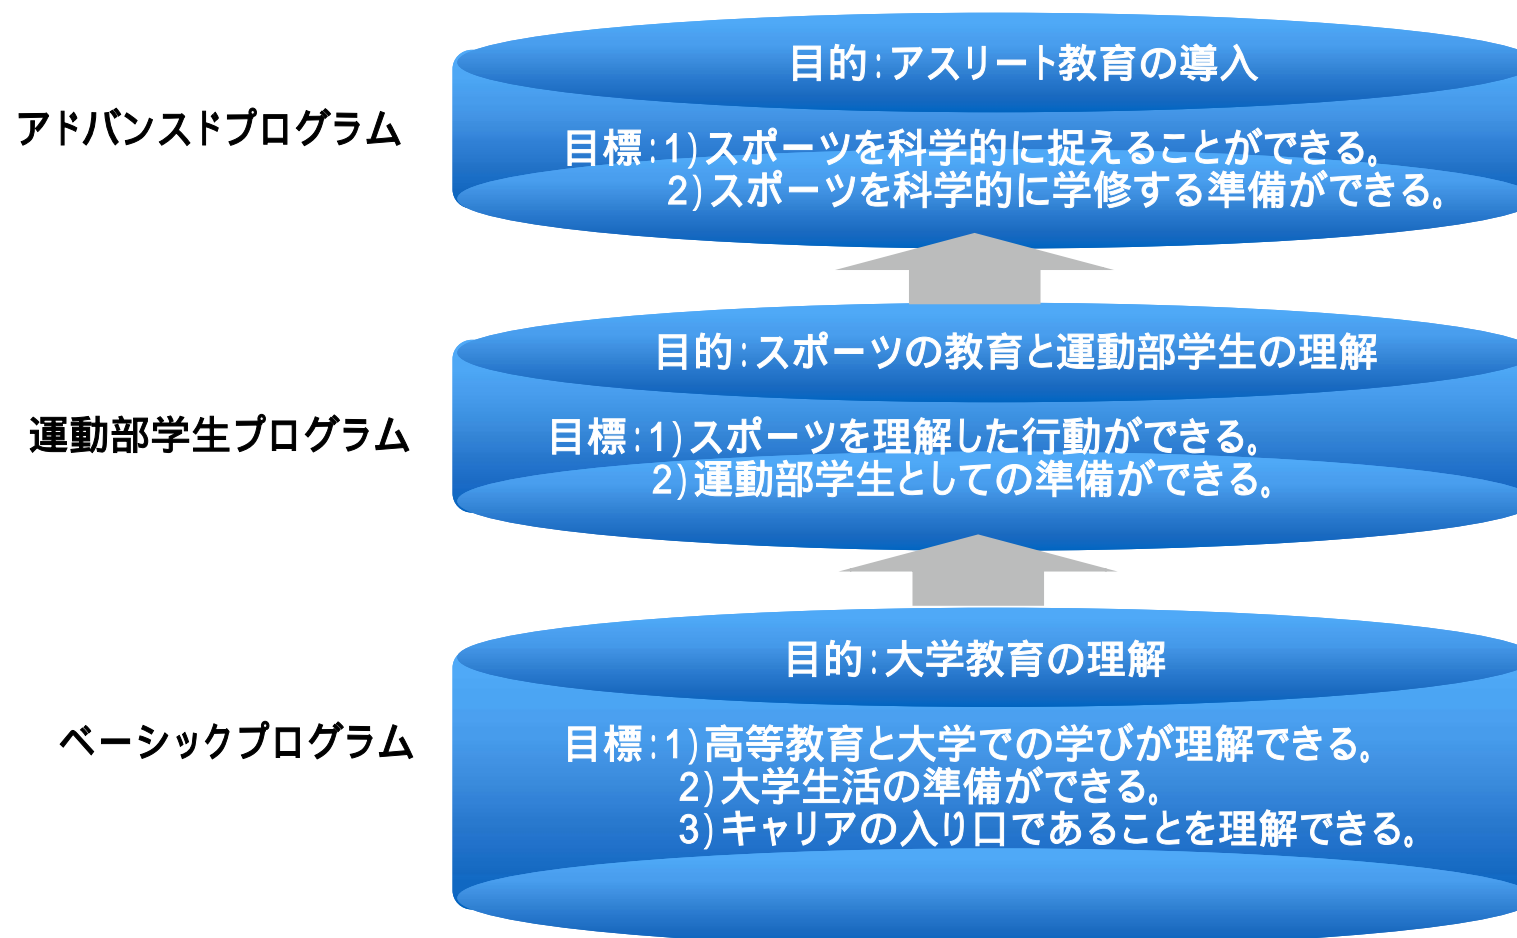 目的:アスリート教育の導入
アドバンスドプログラム
目標:1)スポーツを科学的に捉えることができる。
2)スポーツを科学的に学修する準備ができる。
目的:スポーツの教育と運動部学生の理解
運動部学生プログラム
目標:1)スポーツを理解した行動ができる。
2)運動部学生としての準備ができる。
目的:大学教育の理解
ベーシックプログラム
目標:1)高等教育と大学での学びが理解できる。
2)大学生活の準備ができる。
3)キャリアの入り口であることを理解できる。